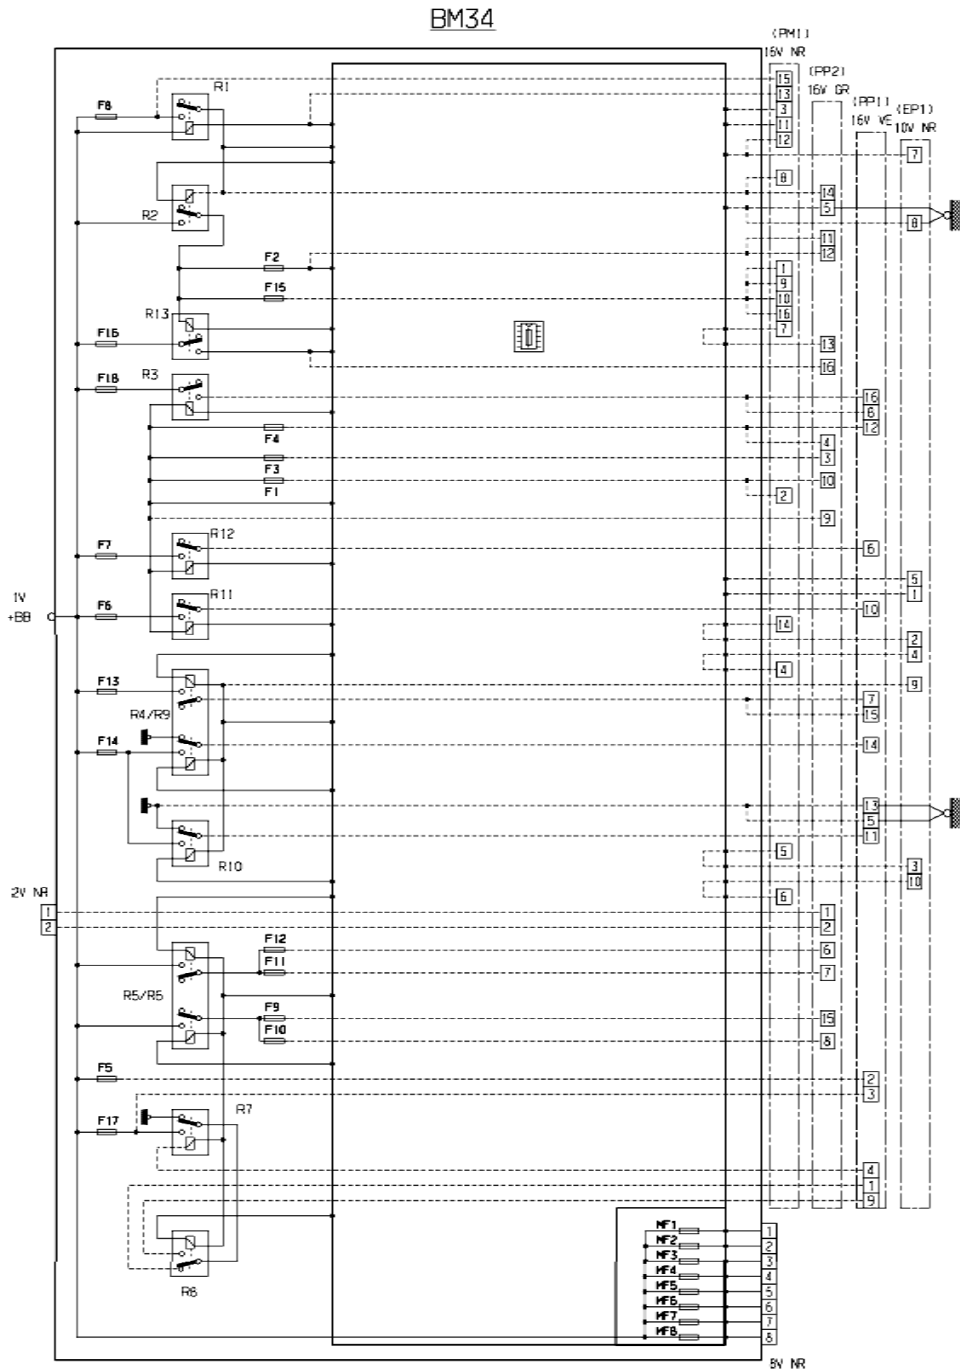 BM34
(PM1)
16V NR
(PP2)
16V GR
(PP1)
16V VE
(EP1)
10V NR
15
R1
13
F8
3
11
12
7
8
14
R2
5
8
11
F2
12
1
9
F15
10
R13
16
7
F16
13
16
R3
F18
16
8
12
F4
4
3
F3
10
F1
2
9
R12
F7
6
5
1V
R11
1
+BB
F6
10
14
2
4
4
F13
9
7
R4/R9
15
F14
14
13
5
11
R10
5
3
10
2V NR
6
1
1
2
2
F12
6
F11
7
R5/R6
F9
15
F10
8
F5
2
3
R7
F17
4
1
9
MF1
1
MF2
2
MF3
3
MF4
4
R8
MF5
5
MF6
6
MF7
7
MF8
8
8V NR